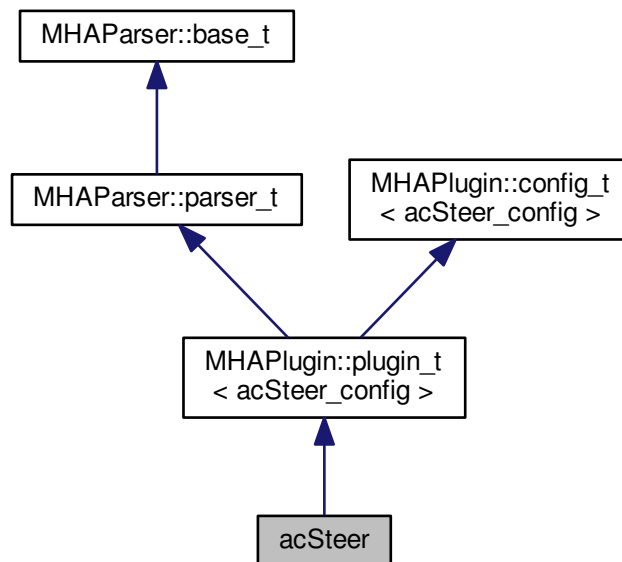 MHAParser::base_t
MHAParser::parser_t
MHAPlugin::config_t
< acSteer_config >
MHAPlugin::plugin_t
< acSteer_config >
acSteer